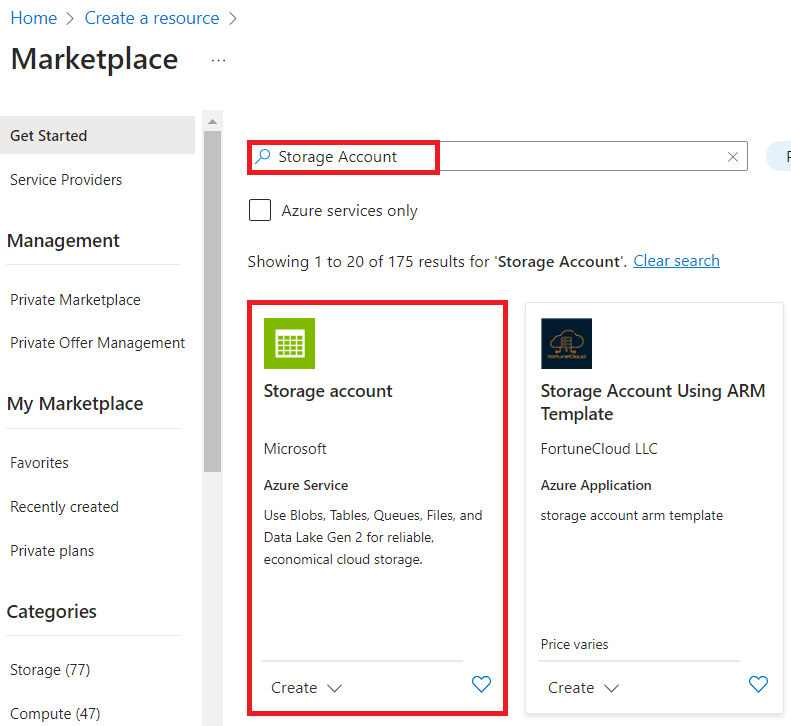 Home > Create a resource >
Marketplace ...
Get Started
Service Providers
Management
Private Marketplace
Private Offer Management
My Marketplace
Favorites
Recently created
Private plans
Categories
Storage (77)
Compute (47)
Storage Account
Azure services only
Showing 1 to 20 of 175 results for 'Storage Account'. Clear search
Storage account
Microsoft
Azure Service
Use Blobs, Tables, Queues, Files, and
Data Lake Gen 2 for reliable,
economical cloud storage.
Create
FortuneCloud
Storage Account Using ARM
Template
FortuneCloud LLC
Azure Application
storage account arm template
Price varies
Create